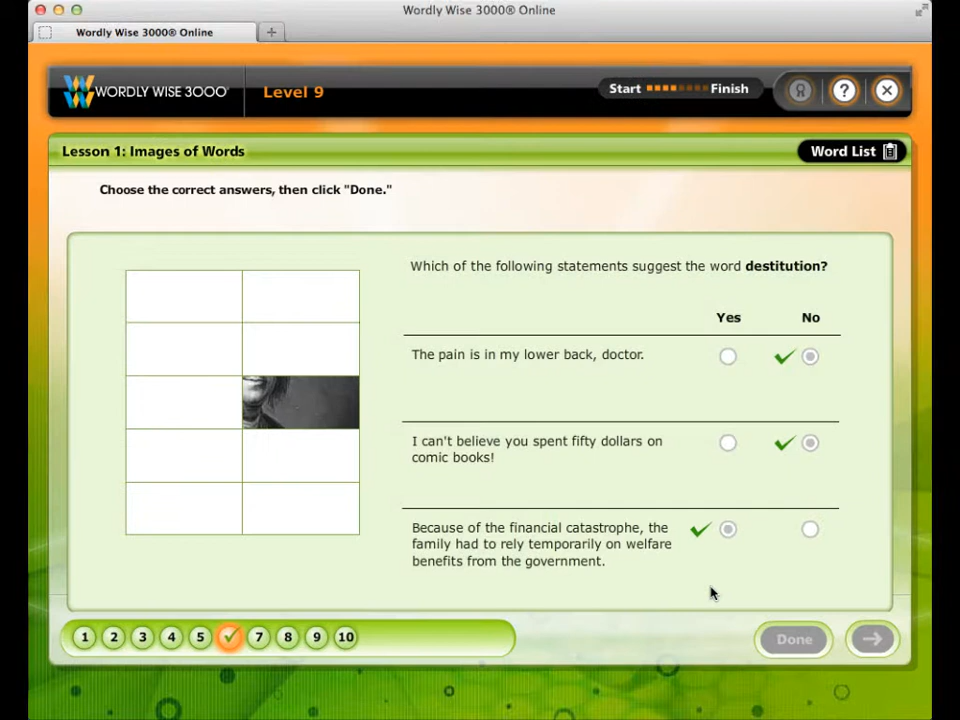 Wordly Wise 3000® Online
Wordly Wise 3000® Online
WORDLY WISE 3000®
Level 9
Start Finish
?
Lesson 1: Images of Words
Word List
Choose the correct answers, then click "Done."
Which of the following statements suggest the word destitution?
Yes No
The pain is in my lower back, doctor.
I can't believe you spent fifty dollars on
comic books!
Because of the financial catastrophe, the
family had to rely temporarily on welfare
benefits from the government.
1 2 3 4 5 7 8 9 10
Done